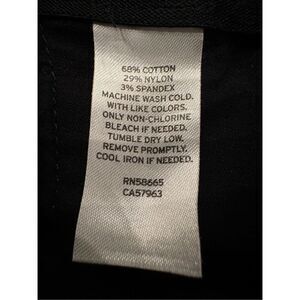 68% COTTON
29% NYLON
3% SPANDEX
MACHINE WASH COLD.
WITH LIKE COLORS.
ONLY NON-CHLORINE
BLEACH IF NEEDED.
TUMBLE DRY LOW.
REMOVE PROMPTLY.
COOL IRON IF NEEDED.
RN58665
CA57963